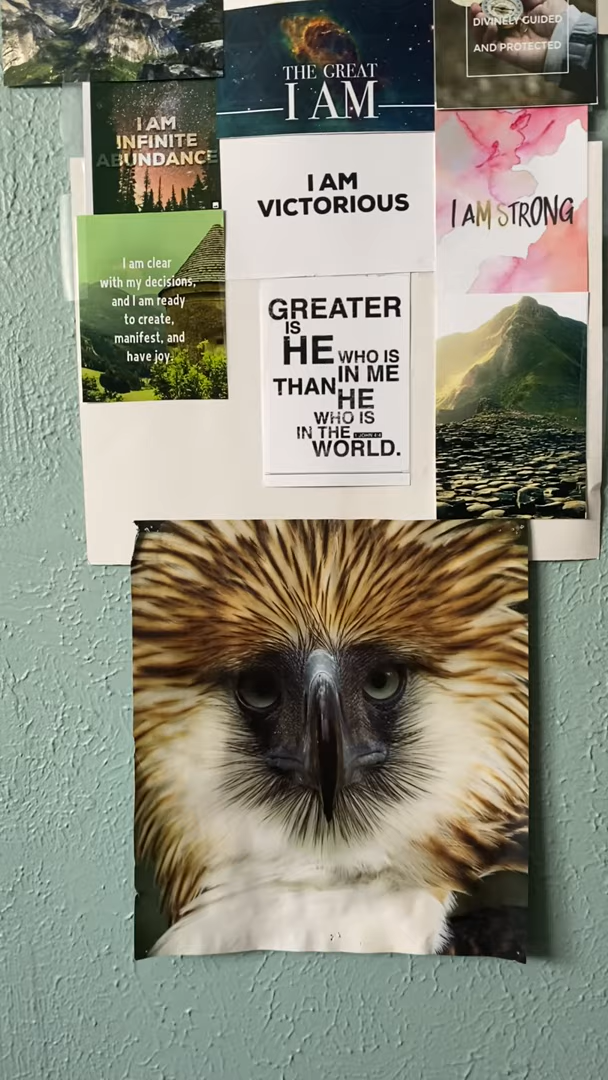 DIVINELY GUIDED
AND PROTECTED
THE GREAT
I AM
I AM
INFINITE
ABUNDANCE
I AM
VICTORIOUS
I AM STRONG
I am clear
with my decisions,
and I am ready
to create,
manifest, and
have joy.
GREATER
IS
HE WHO IS
IN ME
THAN HE
WHO IS
IN THE
WORLD.